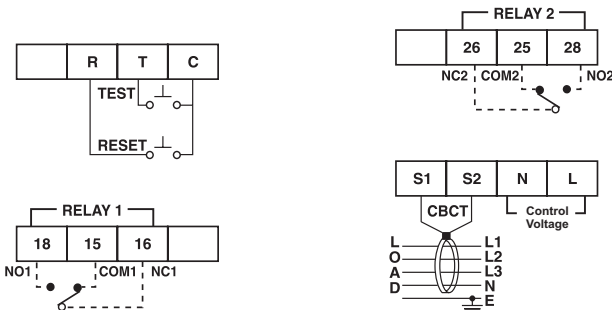 R T C
TEST
RESET
RELAY 2
26 25 28
NC2 COM2 NO2
RELAY 1
18 15 16
NO1 COM1 NC1
S1 S2 N L
CBCT
Control
Voltage
L L1
O L2
A L3
D N
E